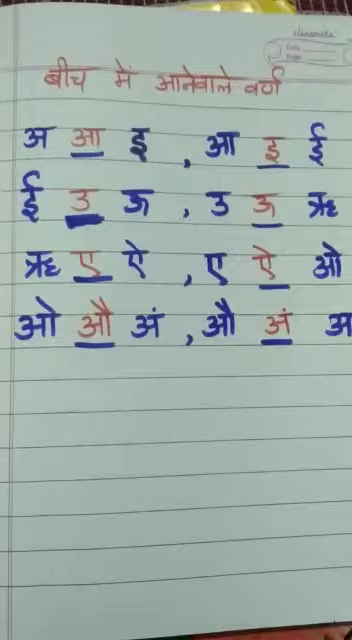 बीच में आनेवाले वर्ण
अ आ इ , आ इ ई
ई उ ऊ , उ ऊ ऋ
ऋ ए ऐ , ए ऐ ओ
ओ औ अं , औ अं अ